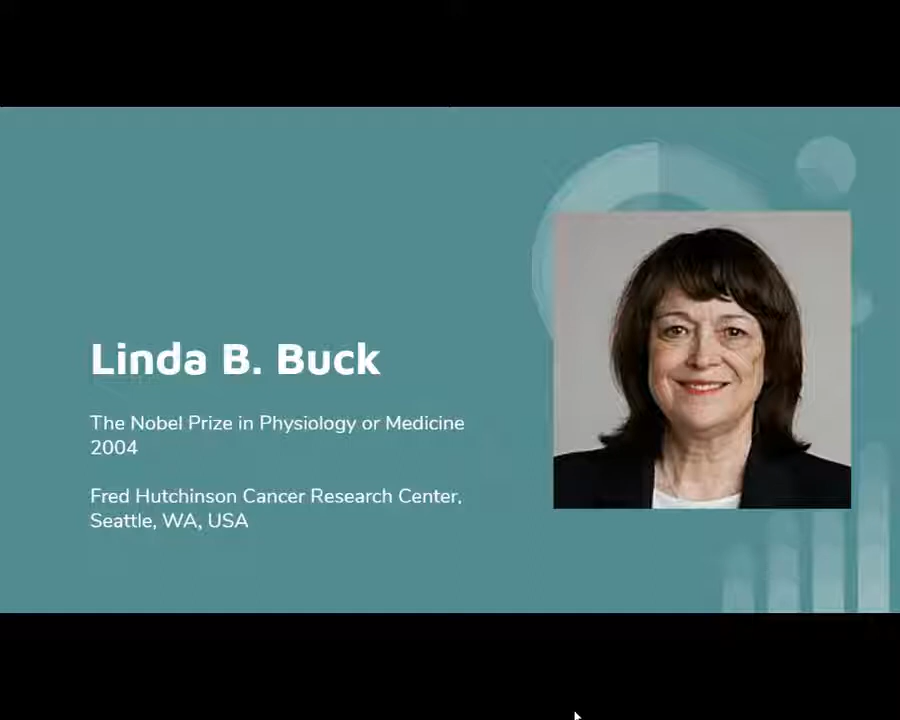 Linda B. Buck
The Nobel Prize in Physiology or Medicine
2004
Fred Hutchinson Cancer Research Center,
Seattle, WA, USA